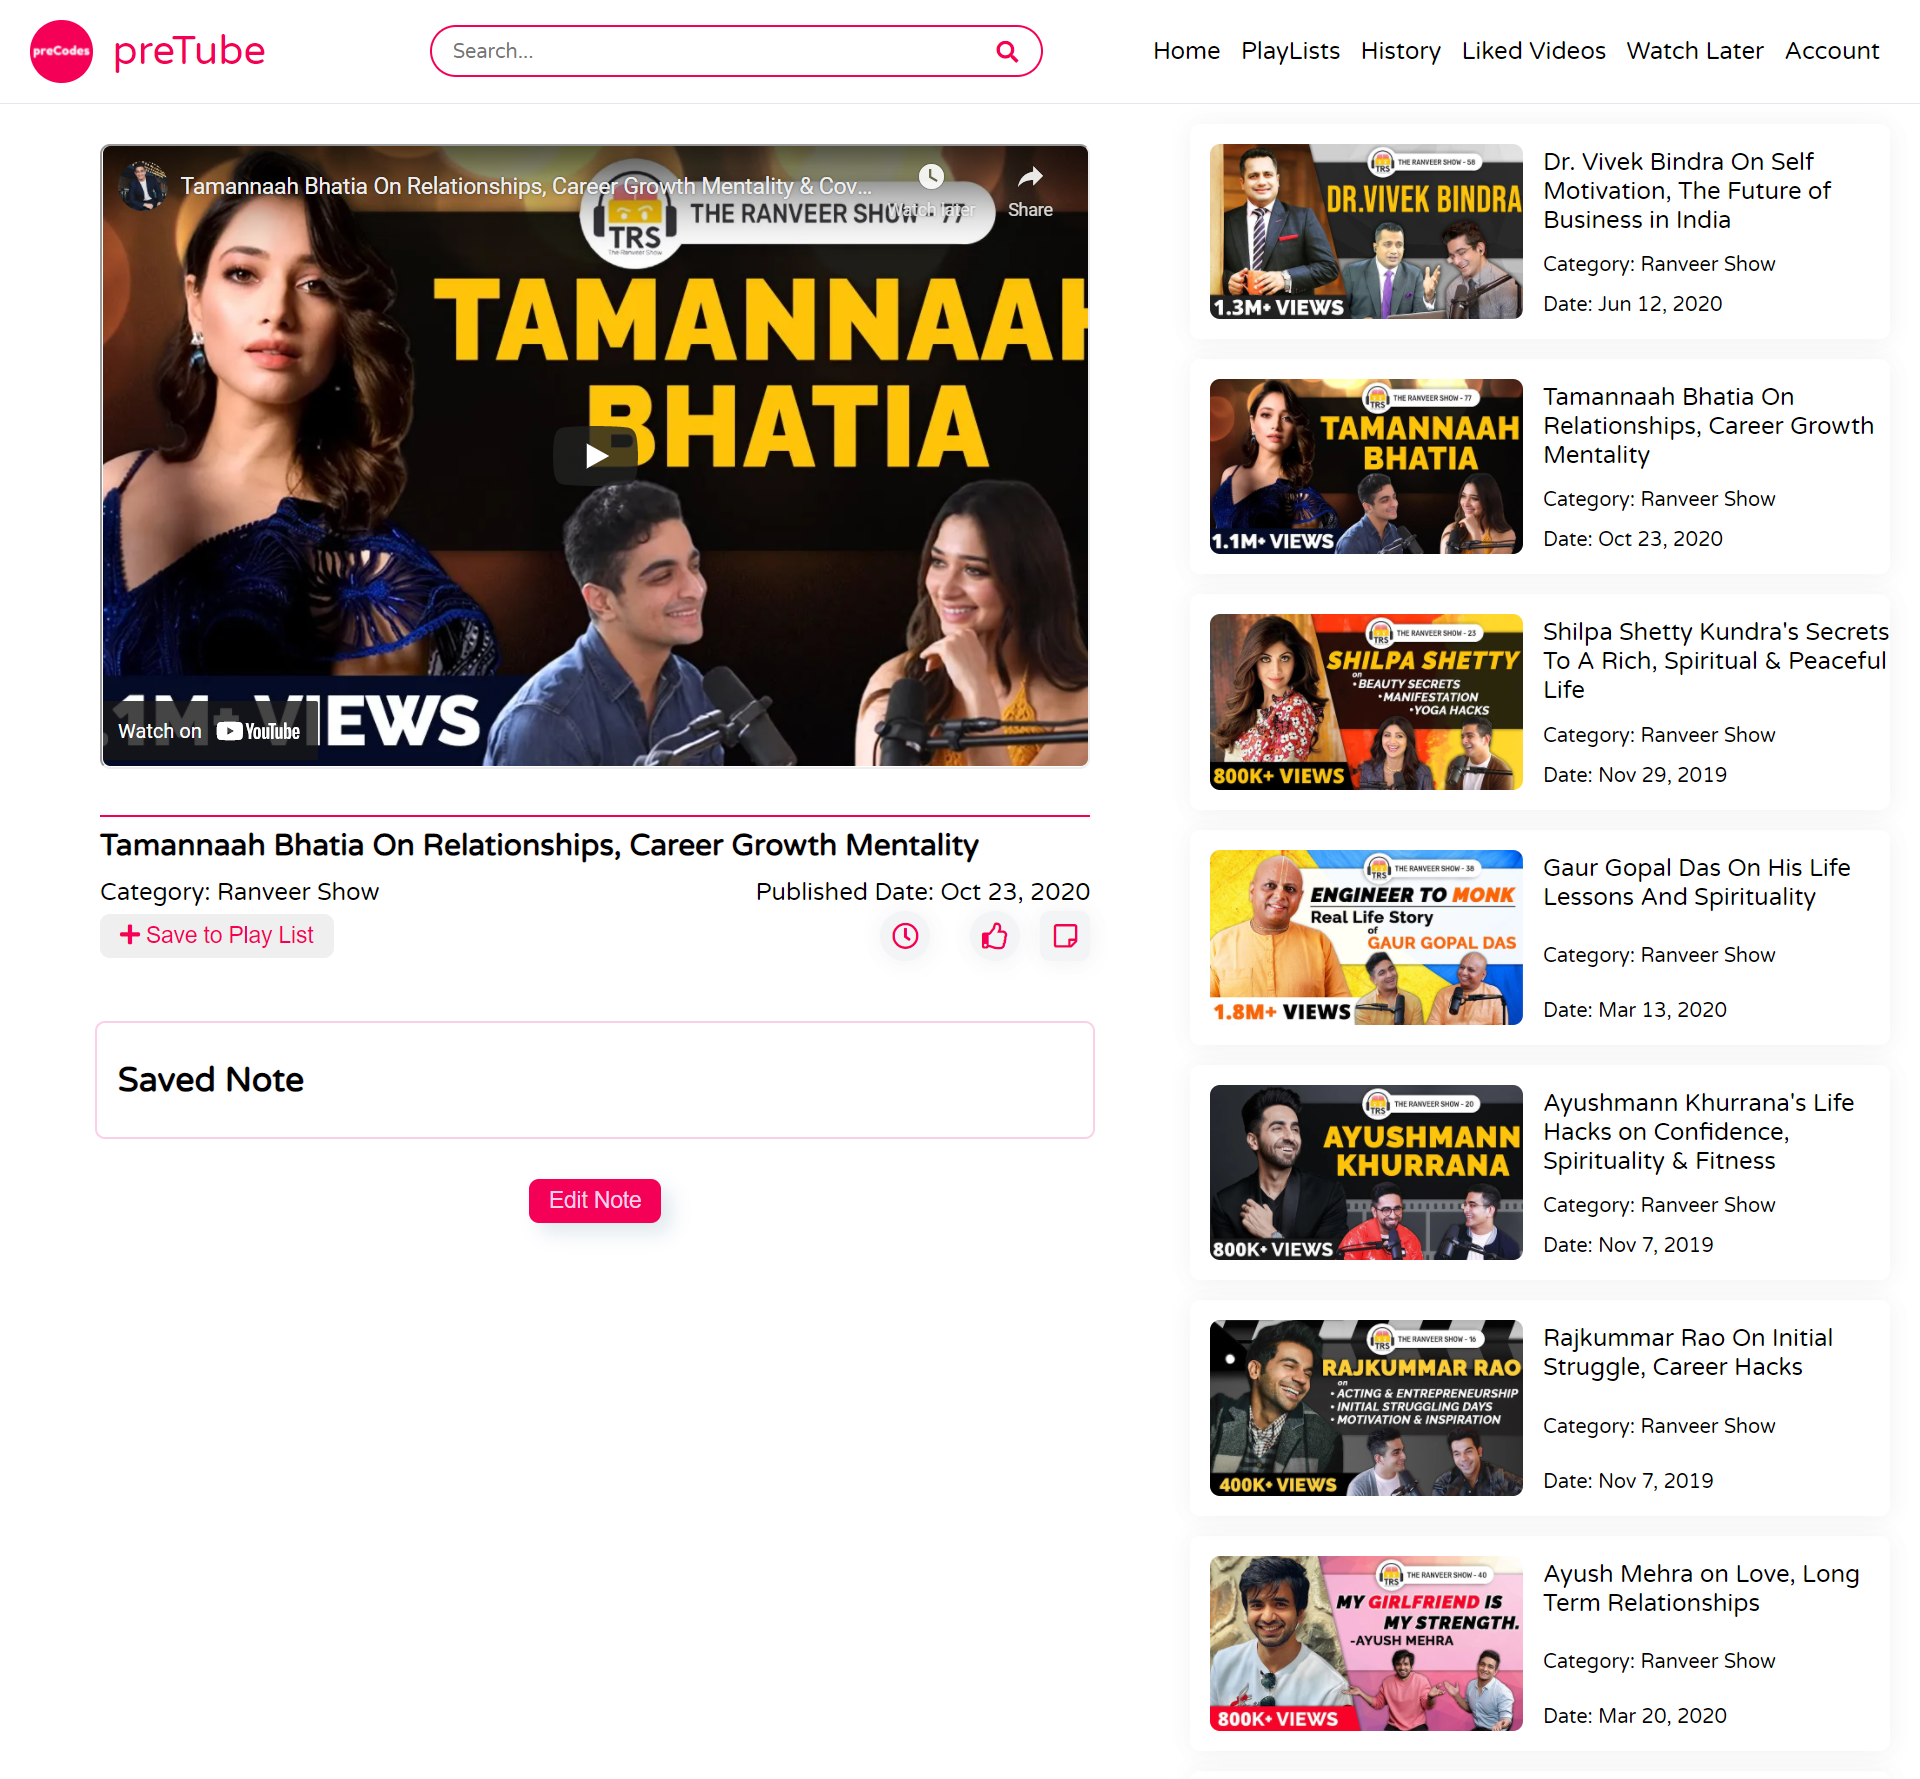 preCodes
preTube
Search...
Home
PlayLists
History
Liked Videos
Watch Later
Account
Tamannaah Bhatia On Relationships, Career Growth Mentality & Cov...
Watch later
Share
THE RANVEER SHOW - 77
TRS
The Ranveer Show
TAMANNAAH
BHATIA
.1M+ VIEWS
Watch on YouTube
Tamannaah Bhatia On Relationships, Career Growth Mentality
Category: Ranveer Show
Published Date: Oct 23, 2020
Save to Play List
Saved Note
Edit Note
TRS
THE RANVEER SHOW - 58
DR.VIVEK BINDRA
1.3M+ VIEWS
Dr. Vivek Bindra On Self
Motivation, The Future of
Business in India
Category: Ranveer Show
Date: Jun 12, 2020
TRS
THE RANVEER SHOW - 77
TAMANNAAH
BHATIA
1.1M+ VIEWS
Tamannaah Bhatia On
Relationships, Career Growth
Mentality
Category: Ranveer Show
Date: Oct 23, 2020
TRS
THE RANVEER SHOW - 23
SHILPA SHETTY
on
•BEAUTY SECRETS
•MANIFESTATION
•YOGA HACKS
800K+ VIEWS
Shilpa Shetty Kundra's Secrets
To A Rich, Spiritual & Peaceful
Life
Category: Ranveer Show
Date: Nov 29, 2019
TRS
THE RANVEER SHOW - 38
ENGINEER TO MONK
Real Life Story
of
GAUR GOPAL DAS
1.8M+ VIEWS
Gaur Gopal Das On His Life
Lessons And Spirituality
Category: Ranveer Show
Date: Mar 13, 2020
TRS
THE RANVEER SHOW - 20
AYUSHMANN
KHURRANA
800K+ VIEWS
Ayushmann Khurrana's Life
Hacks on Confidence,
Spirituality & Fitness
Category: Ranveer Show
Date: Nov 7, 2019
TRS
THE RANVEER SHOW - 16
RAJKUMMAR RAO
on
• ACTING & ENTREPRENEURSHIP
• INITIAL STRUGGLING DAYS
• MOTIVATION & INSPIRATION
400K+ VIEWS
Rajkummar Rao On Initial
Struggle, Career Hacks
Category: Ranveer Show
Date: Nov 7, 2019
TRS
THE RANVEER SHOW - 40
MY GIRLFRIEND IS
MY STRENGTH.
-AYUSH MEHRA
800K+ VIEWS
Ayush Mehra on Love, Long
Term Relationships
Category: Ranveer Show
Date: Mar 20, 2020